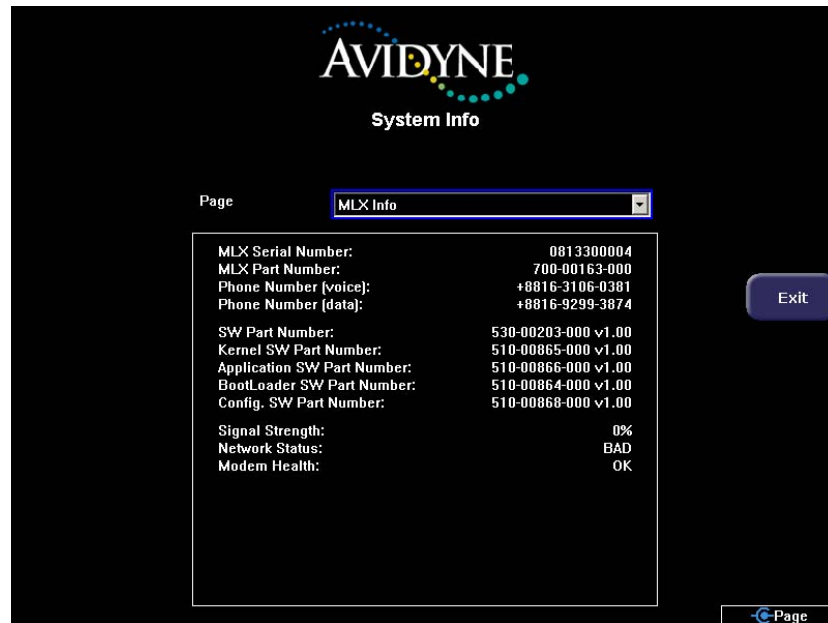 AVIDYNE
System Info
Page
MLX Info
MLX Serial Number: 0813300004
MLX Part Number: 700-00163-000
Phone Number (voice): +8816-3106-0381
Phone Number (data): +8816-9299-3874
SW Part Number: 530-00203-000 v1.00
Kernel SW Part Number: 510-00865-000 v1.00
Application SW Part Number: 510-00866-000 v1.00
BootLoader SW Part Number: 510-00864-000 v1.00
Config. SW Part Number: 510-00868-000 v1.00
Signal Strength: 0%
Network Status: BAD
Modem Health: OK
Exit
Page